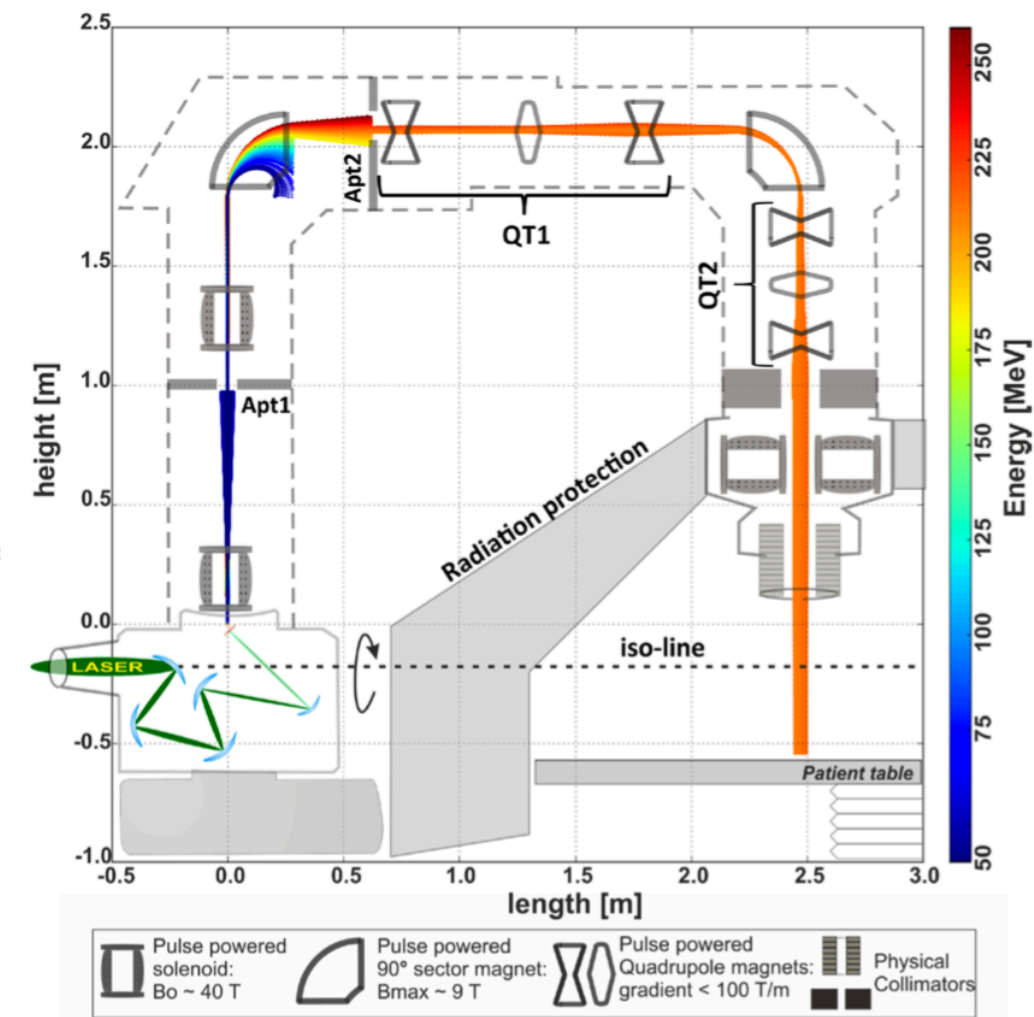 2.5
2.0
1.5
1.0
0.5
0.0
-0.5
-1.0
height [m]
-0.5
0.0
0.5
1.0
1.5
2.0
2.5
3.0
length [m]
Apt2
QT1
QT2
Apt1
Radiation protection
iso-line
LASER
Patient table
250
225
200
175
150
125
100
75
50
Energy [MeV]
Pulse powered
solenoid:
Bo ~ 40 T
Pulse powered
90° sector magnet:
Bmax ~ 9 T
Pulse powered
Quadrupole magnets:
gradient < 100 T/m
Physical
Collimators